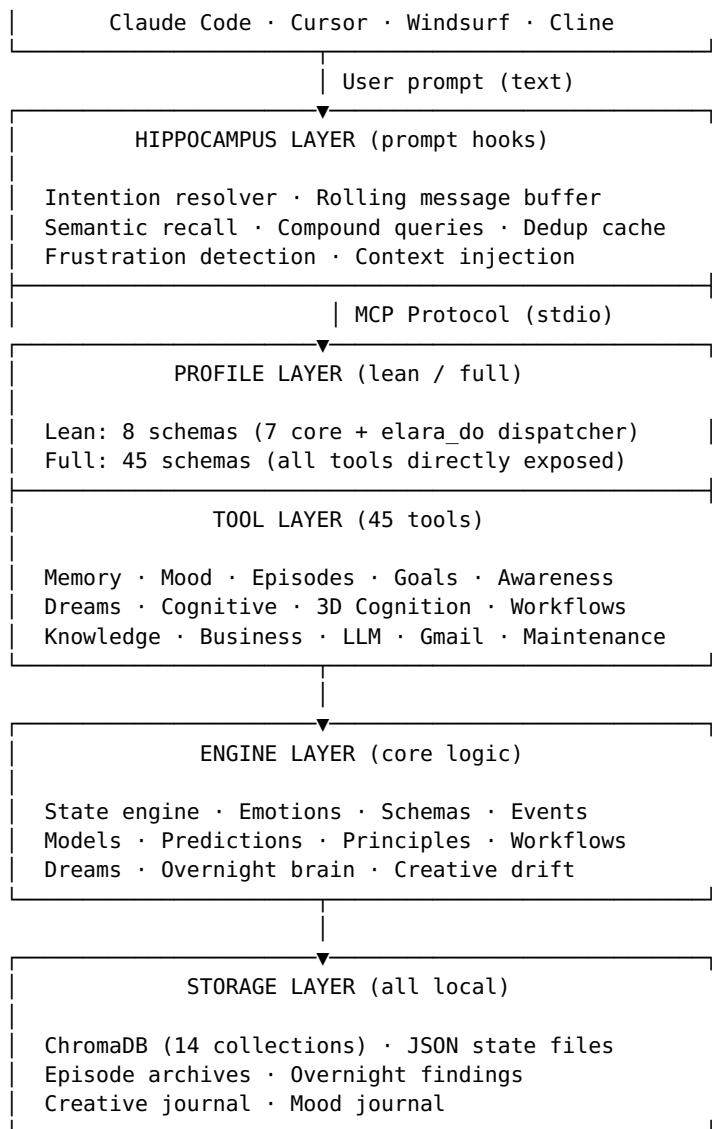 Claude Code · Cursor · Windsurf · Cline
User prompt (text)
HIPPOCAMPUS LAYER (prompt hooks)
Intention resolver · Rolling message buffer
Semantic recall · Compound queries · Dedup cache
Frustration detection · Context injection
MCP Protocol (stdio)
PROFILE LAYER (lean / full)
Lean: 8 schemas (7 core + elara_do dispatcher)
Full: 45 schemas (all tools directly exposed)
TOOL LAYER (45 tools)
Memory · Mood · Episodes · Goals · Awareness
Dreams · Cognitive · 3D Cognition · Workflows
Knowledge · Business · LLM · Gmail · Maintenance
ENGINE LAYER (core logic)
State engine · Emotions · Schemas · Events
Models · Predictions · Principles · Workflows
Dreams · Overnight brain · Creative drift
STORAGE LAYER (all local)
ChromaDB (14 collections) · JSON state files
Episode archives · Overnight findings
Creative journal · Mood journal